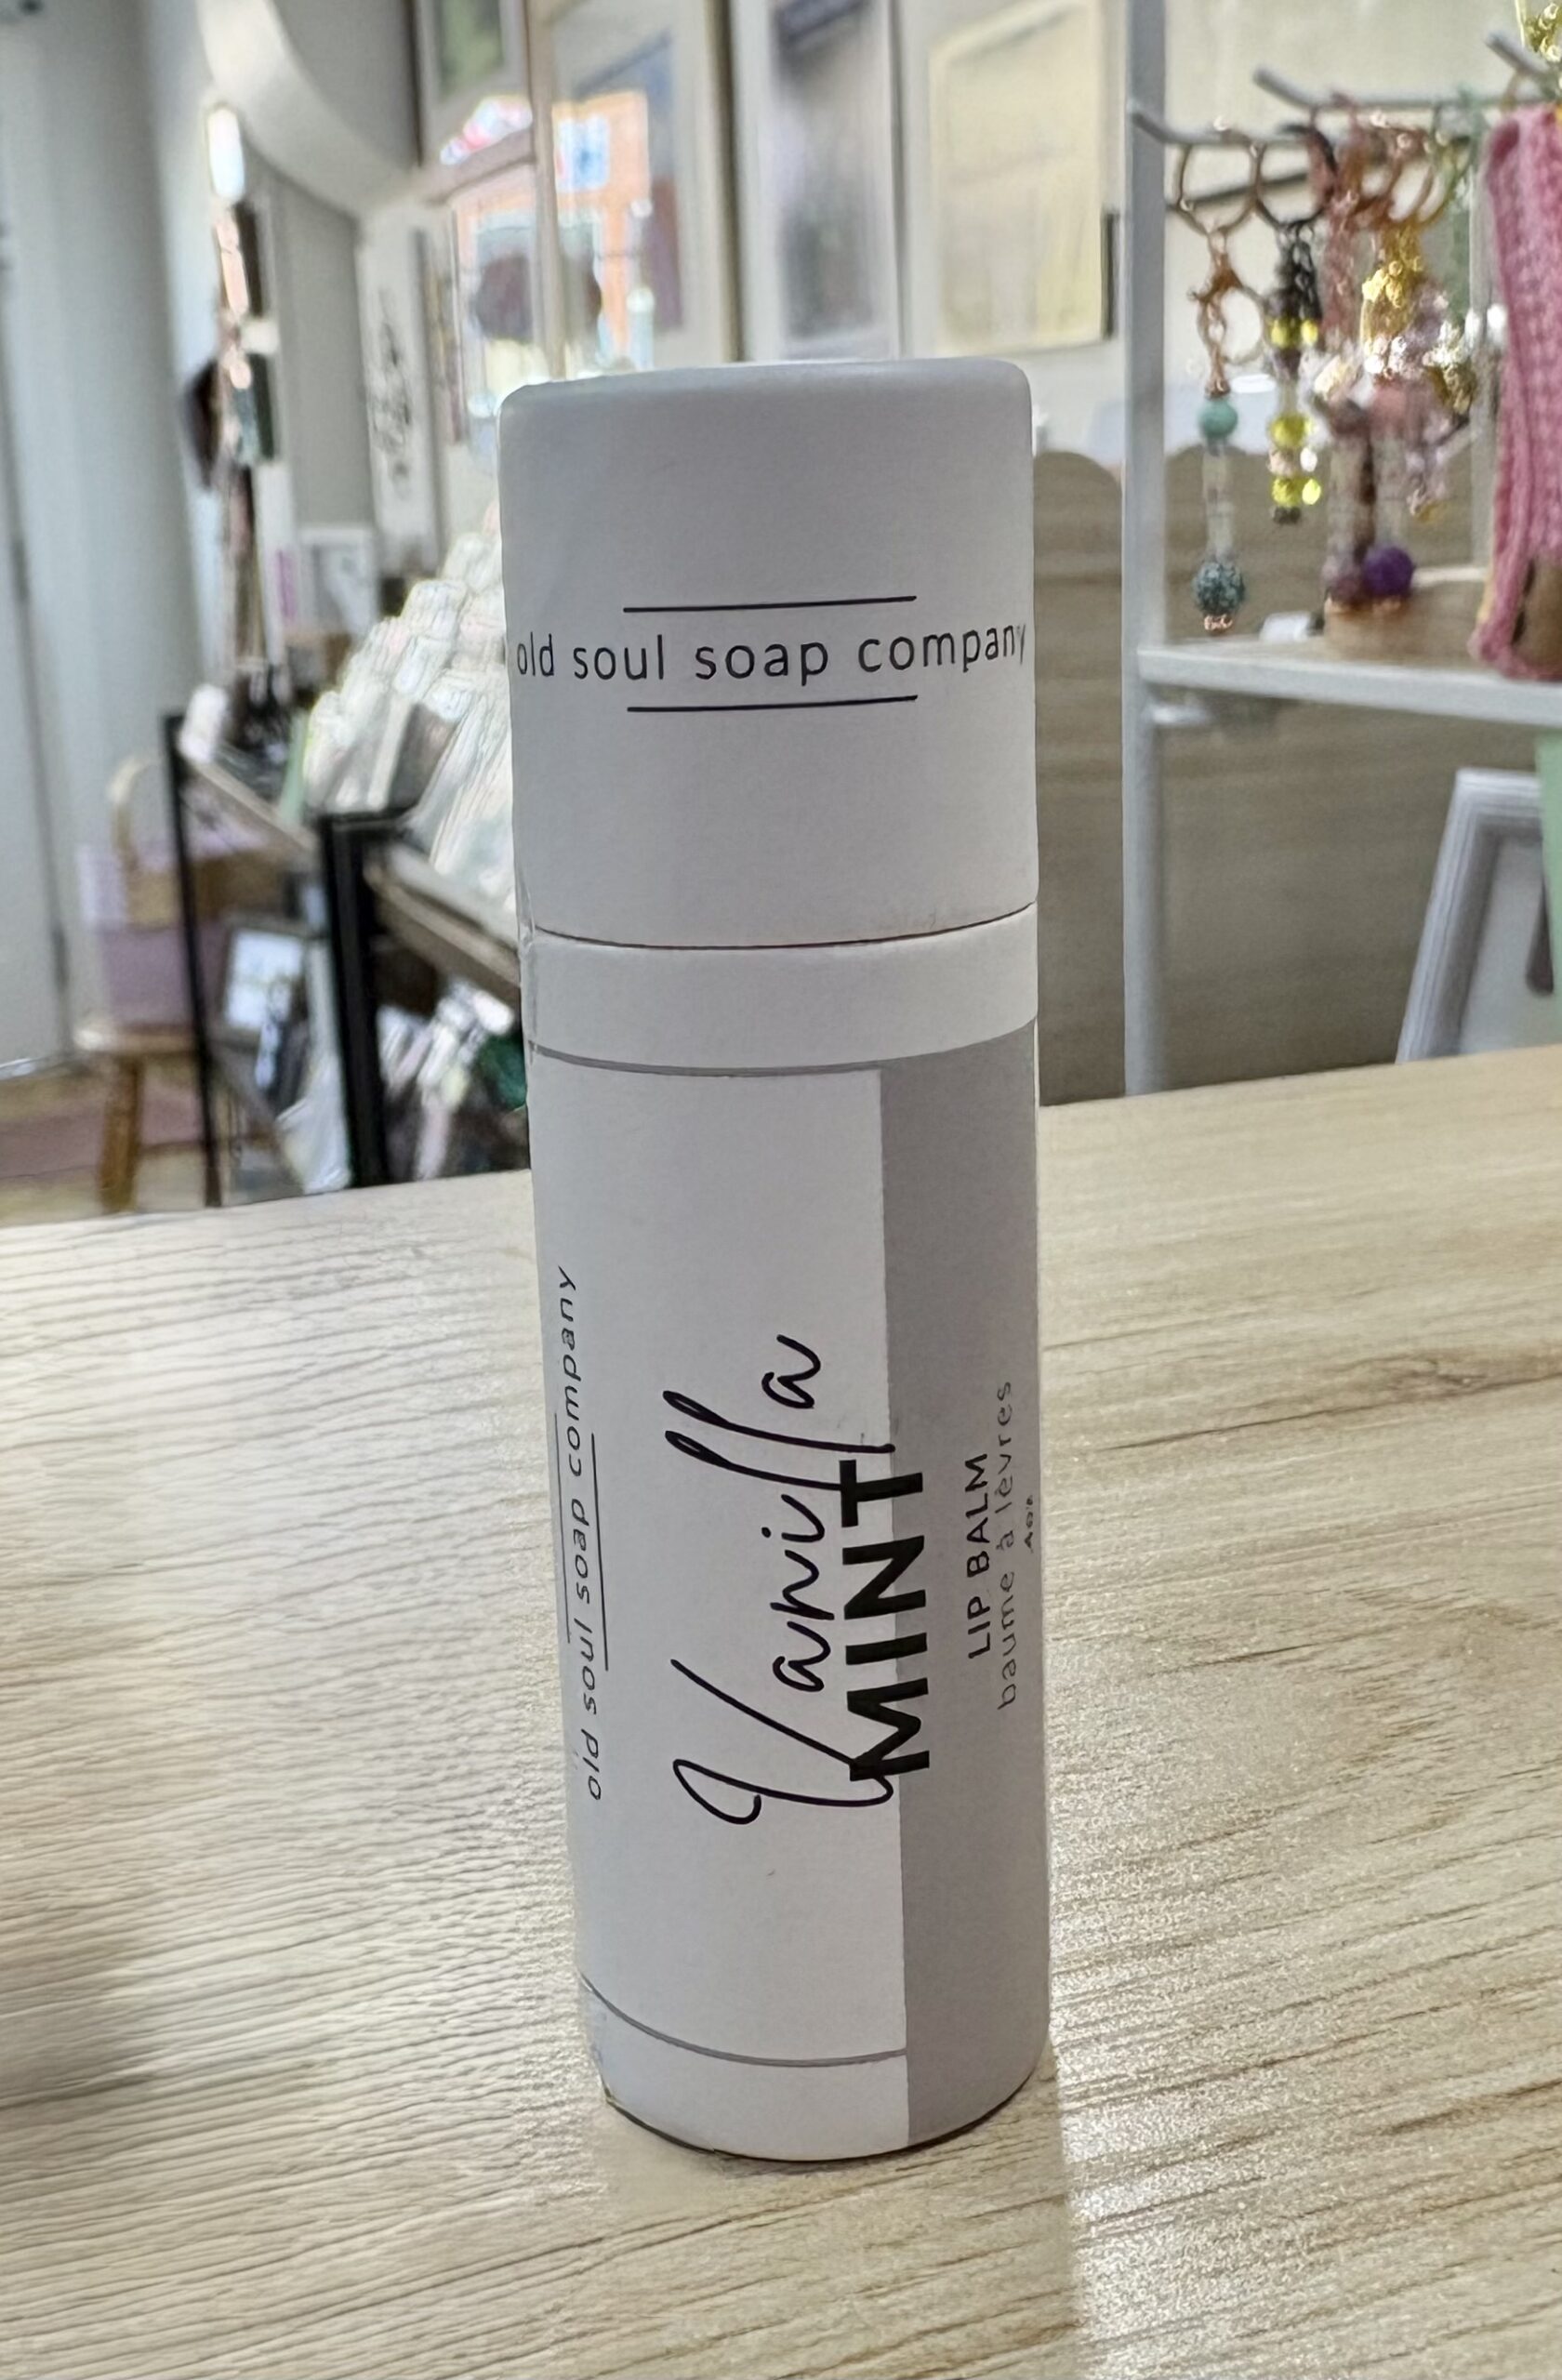 old soul soap company
old soul soap company
Vanilla
MINT
LIP BALM
baume à lèvres